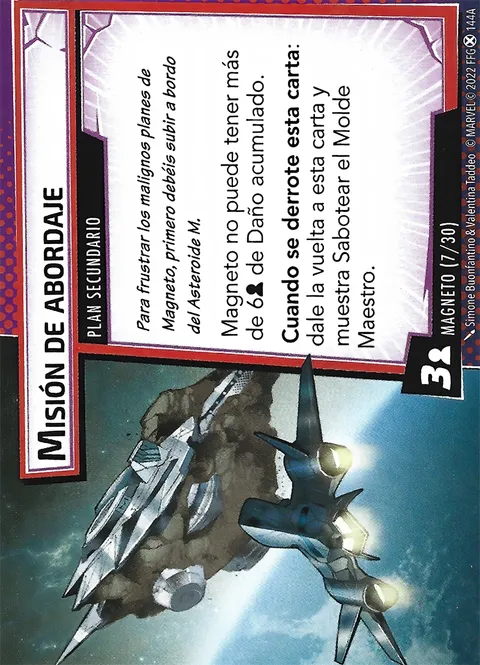 MISIÓN DE ABORDAJE
PLAN SECUNDARIO
Para frustrar los malignos planes de
Magneto, primero debéis subir a bordo
del Asteroide M.
Magneto no puede tener más
de 6 de Daño acumulado.
Cuando se derrote esta carta:
dale la vuelta a esta carta y
muestra Sabotear el Molde
Maestro.
3
MAGNETO (7/30)
Simone Buonfantino & Valentina Taddeo © MARVEL © 2022 FFG 144A